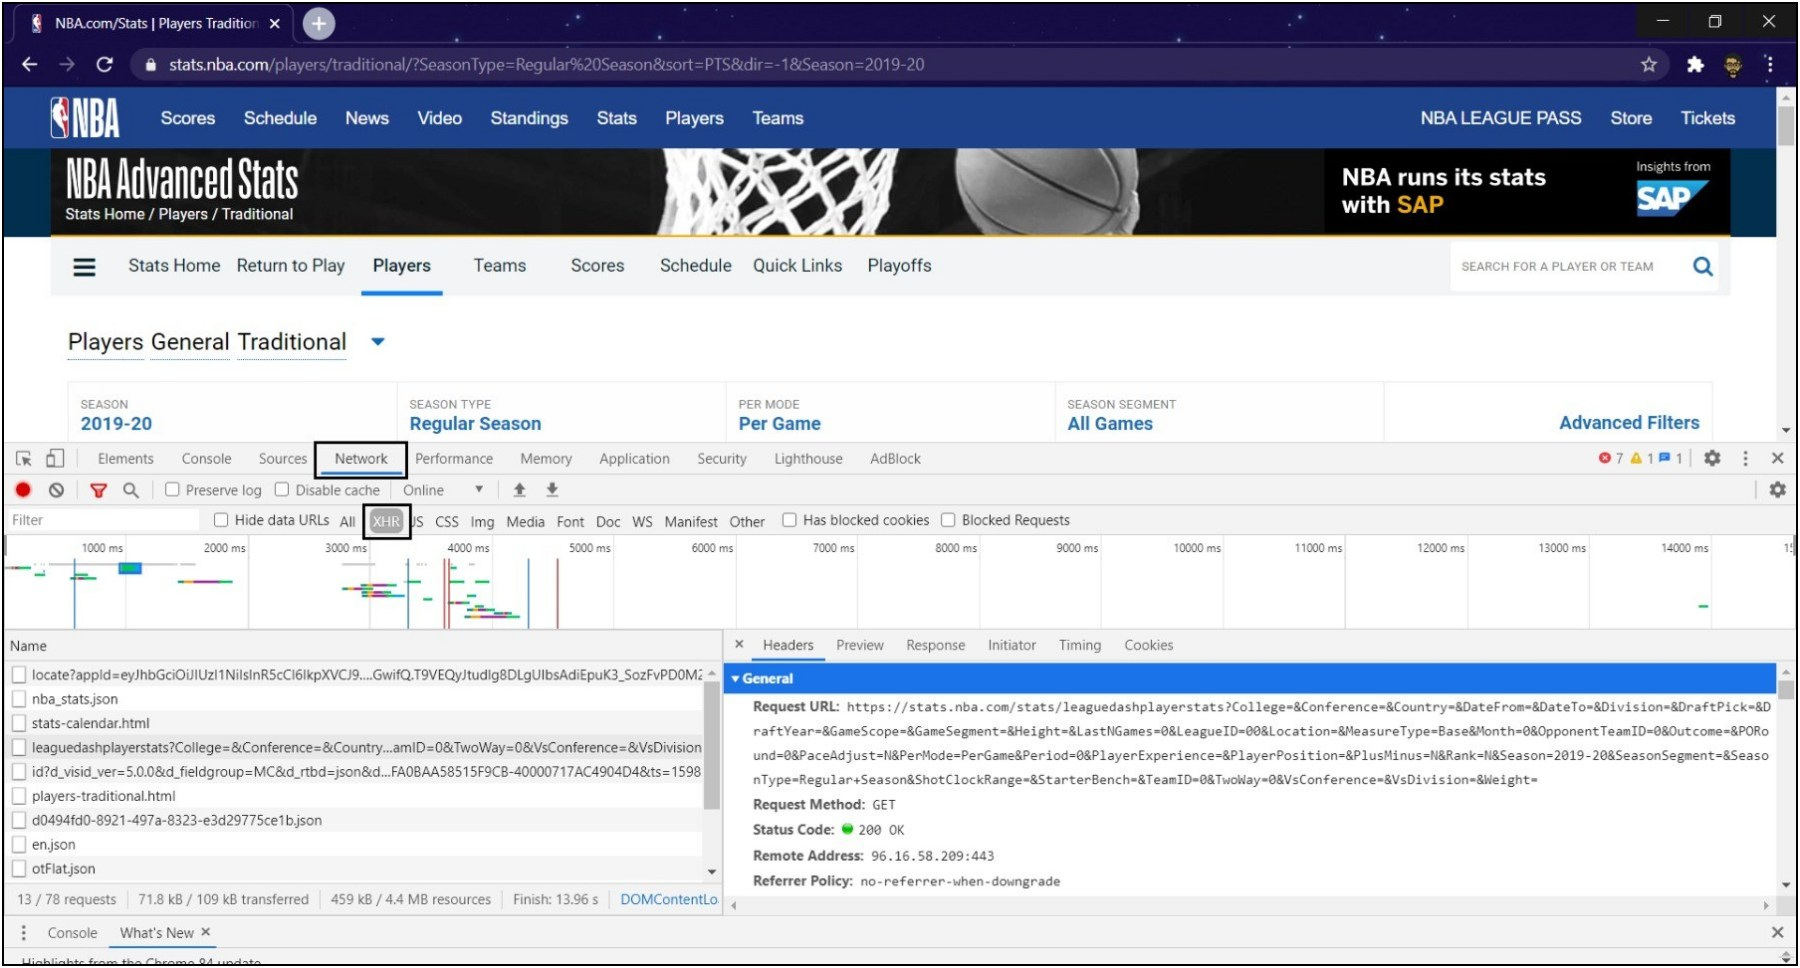 NBA.com/Stats | Players Tradition
stats.nba.com/players/traditional/?SeasonType=Regular%20Season&sort=PTS&dir=-1&Season=2019-20
NBA Scores Schedule News Video Standings Stats Players Teams NBA LEAGUE PASS Store Tickets
NBA Advanced Stats
Stats Home / Players / Traditional
NBA runs its stats
with SAP
Insights from
SAP
Stats Home Return to Play Players Teams Scores Schedule Quick Links Playoffs SEARCH FOR A PLAYER OR TEAM
Players General Traditional
SEASON SEASON TYPE PER MODE SEASON SEGMENT
2019-20 Regular Season Per Game All Games Advanced Filters
Elements Console Sources Network Performance Memory Application Security Lighthouse AdBlock 7 1 1
Preserve log Disable cache Online
Filter Hide data URLs All XHR JS CSS Img Media Font Doc WS Manifest Other Has blocked cookies Blocked Requests
1000 ms 2000 ms 3000 ms 4000 ms 5000 ms 6000 ms 7000 ms 8000 ms 9000 ms 10000 ms 11000 ms 12000 ms 13000 ms 14000 ms
Name
nba_stats.json
stats-calendar.html
leaguedashplayerstats?College=&Conference=&Country...amID=0&TwoWay=0&VsConference=&VsDivision
id?d_visid_ver=5.0.0&d_fieldgroup=MC&d_rtbd=json&d...FA0BAA58515F9CB-40000717AC4904D4&ts=1598
players-traditional.html
d0494fd0-8921-497a-8323-e3d29775ce1b.json
en.json
otFlat.json
13 / 78 requests 71.8 kB / 109 kB transferred 459 kB / 4.4 MB resources Finish: 13.96 s DOMContentLo
Headers Preview Response Initiator Timing Cookies
General
Request URL: https://stats.nba.com/stats/leaguedashplayerstats?College=&Conference=&Country=&DateFrom=&DateTo=&Division=&DraftPick=&D
raftYear=&GameScope=&GameSegment=&Height=&LastNGames=0&LeagueID=00&Location=&MeasureType=Base&Month=0&OpponentTeamID=0&Outcome=&PORo
und=0&PaceAdjust=N&PerMode=PerGame&Period=0&PlayerExperience=&PlayerPosition=&PlusMinus=N&Rank=N&Season=2019-20&SeasonSegment=&Seaso
nType=Regular+Season&ShotClockRange=&StarterBench=&TeamID=0&TwoWay=0&VsConference=&VsDivision=&Weight=
Request Method: GET
Status Code: 200 OK
Remote Address: 96.16.58.209:443
Referrer Policy: no-referrer-when-downgrade
Console What's New
Highlights from the Chrome 84 update